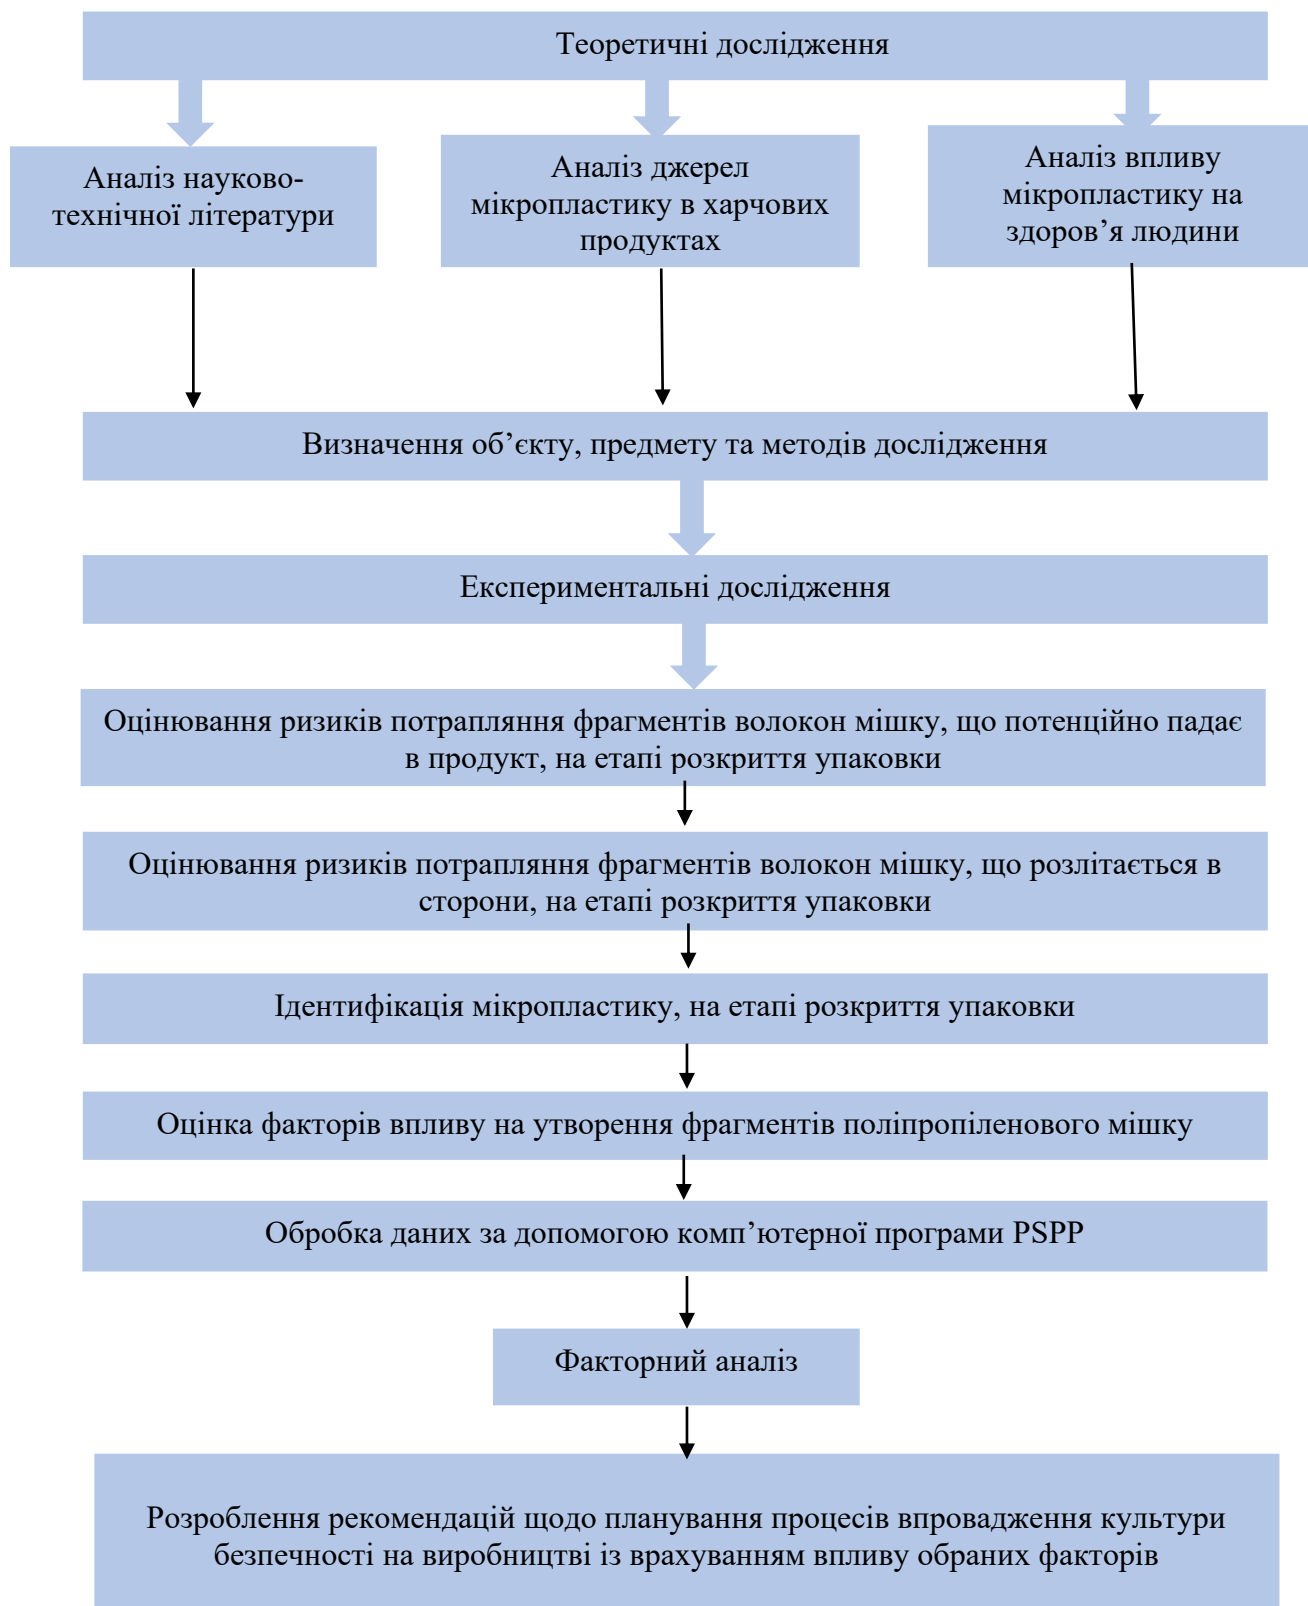 Теоретичні дослідження
Аналіз науково-
технічної літератури
Аналіз джерел
мікропластику в харчових
продуктах
Аналіз впливу
мікропластику на
здоров’я людини
Визначення об’єкту, предмету та методів дослідження
Експериментальні дослідження
Оцінювання ризиків потрапляння фрагментів волокон мішку, що потенційно падає
в продукт, на етапі розкриття упаковки
Оцінювання ризиків потрапляння фрагментів волокон мішку, що розлітається в
сторони, на етапі розкриття упаковки
Ідентифікація мікропластику, на етапі розкриття упаковки
Оцінка факторів впливу на утворення фрагментів поліпропіленового мішку
Обробка даних за допомогою комп’ютерної програми PSPP
Факторний аналіз
Розроблення рекомендацій щодо планування процесів впровадження культури
безпечності на виробництві із врахуванням впливу обраних факторів